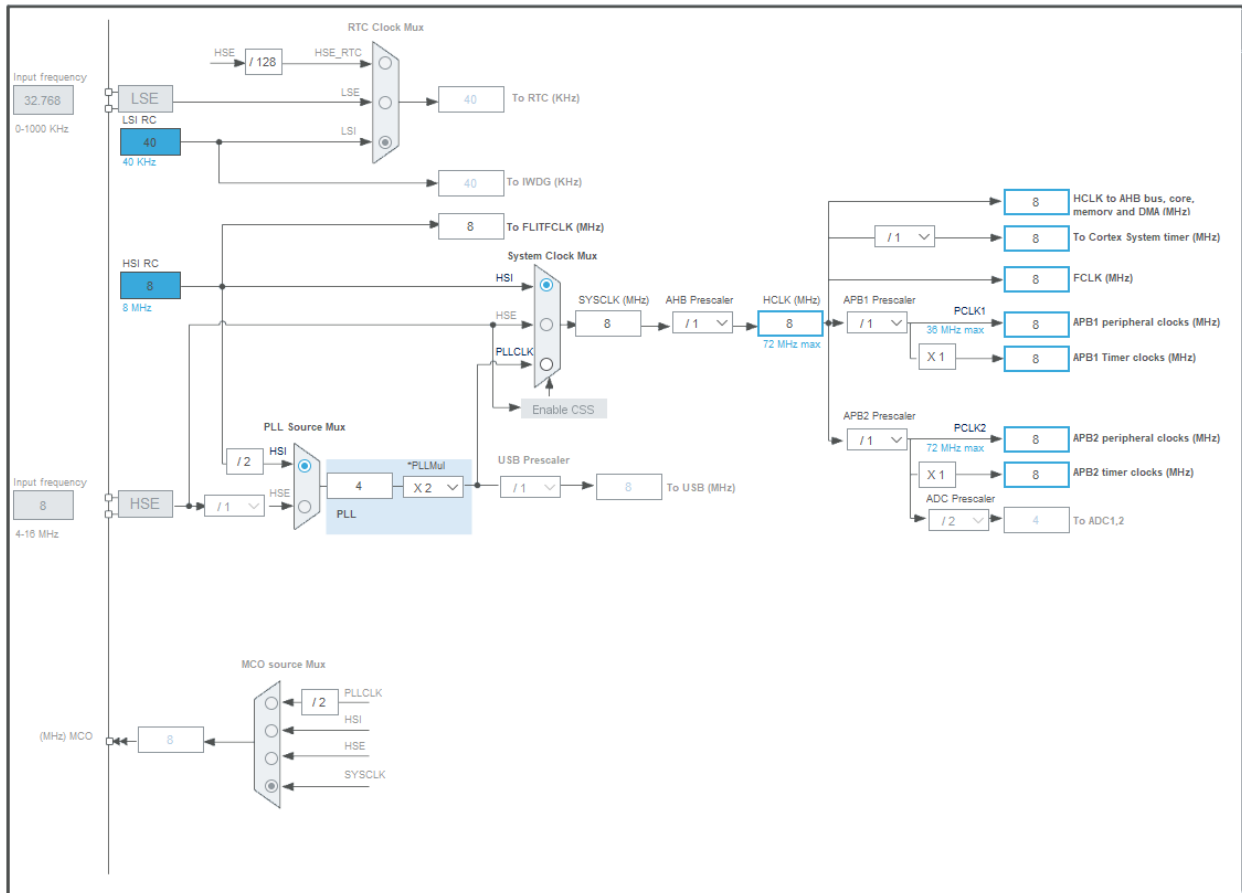 RTC Clock Mux
HSE
/ 128
HSE_RTC
Input frequency
32.768
0-1000 KHz
LSE
LSE
40
To RTC (KHz)
LSI RC
40
40 KHz
LSI
40
To IWDG (KHz)
8
To FLITFCLK (MHz)
HSI RC
8
8 MHz
System Clock Mux
HSI
HSE
PLLCLK
Enable CSS
SYSCLK (MHz)
8
AHB Prescaler
/ 1
HCLK (MHz)
8
72 MHz max
8
HCLK to AHB bus, core,
memory and DMA (MHz)
/ 1
8
To Cortex System timer (MHz)
8
FCLK (MHz)
APB1 Prescaler
/ 1
PCLK1
36 MHz max
8
APB1 peripheral clocks (MHz)
X 1
8
APB1 Timer clocks (MHz)
APB2 Prescaler
/ 1
PCLK2
72 MHz max
8
APB2 peripheral clocks (MHz)
X 1
8
APB2 timer clocks (MHz)
ADC Prescaler
/ 2
4
To ADC1,2
PLL Source Mux
/ 2
HSI
Input frequency
8
4-16 MHz
HSE
/ 1
HSE
4
*PLLMul
X 2
PLL
USB Prescaler
/ 1
8
To USB (MHz)
MCO source Mux
/ 2
PLLCLK
HSI
HSE
SYSCLK
(MHz) MCO
8